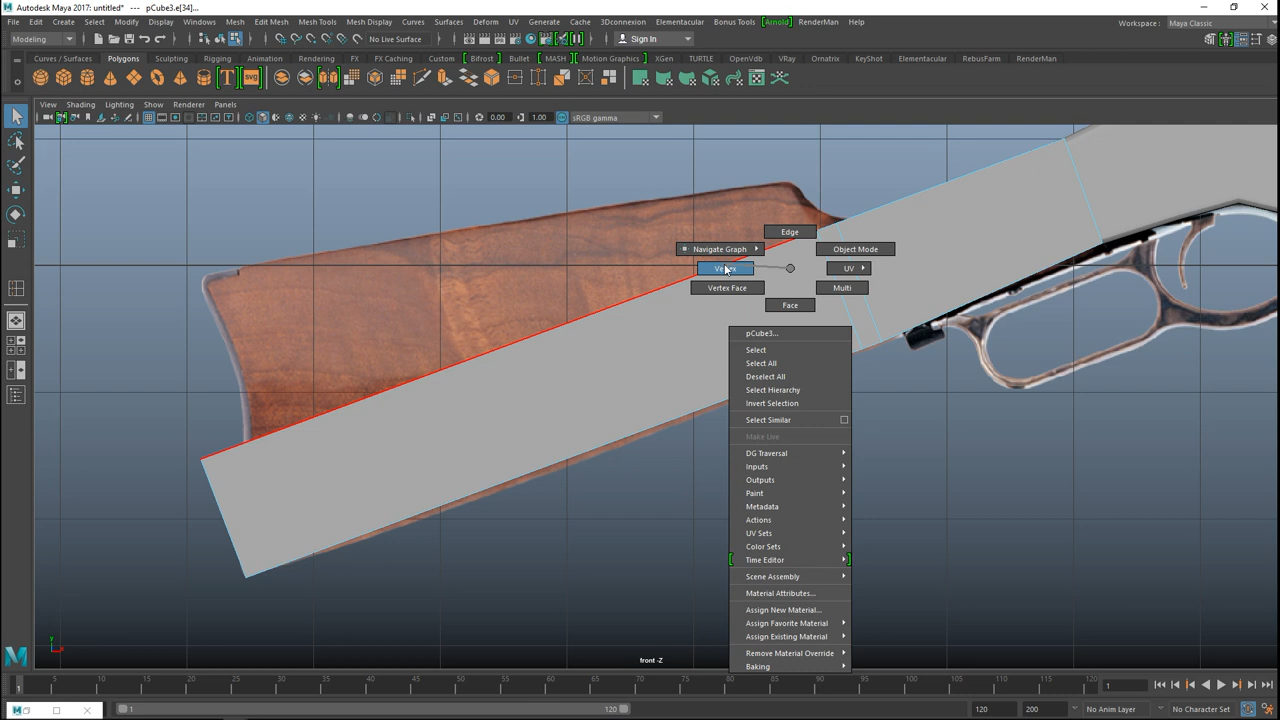 Autodesk Maya 2017: untitled* --- pCube3.e[34]...
File Edit Create Select Modify Display Windows Mesh Edit Mesh Mesh Tools Mesh Display Curves Surfaces Deform UV Generate Cache 3Dconnexion Elementacular Bonus Tools [Arnold] RenderMan Help
Workspace : Maya Classic
Modeling No Live Surface Sign In
Curves / Surfaces Polygons Sculpting Rigging Animation Rendering FX FX Caching Custom Bifrost Bullet MASH Motion Graphics XGen TURTLE OpenVdb VRay Ornatrix KeyShot Elementacular RebusFarm RenderMan
View Shading Lighting Show Renderer Panels
0.00 1.00 sRGB gamma
Edge
Navigate Graph Object Mode
Vertex UV
Vertex Face Multi
Face
pCube3...
Select
Select All
Deselect All
Select Hierarchy
Invert Selection
Select Similar
Make Live
DG Traversal
Inputs
Outputs
Paint
Metadata
Actions
UV Sets
Color Sets
Time Editor
Scene Assembly
Material Attributes...
Assign New Material...
Assign Favorite Material
Assign Existing Material
Remove Material Override
Baking
y
x
front -Z
1 5 10 15 20 25 30 35 40 45 50 55 60 65 70 75 80 85 90 95 100 105 110 115 120 1
1 120 120 200 No Anim Layer No Character Set